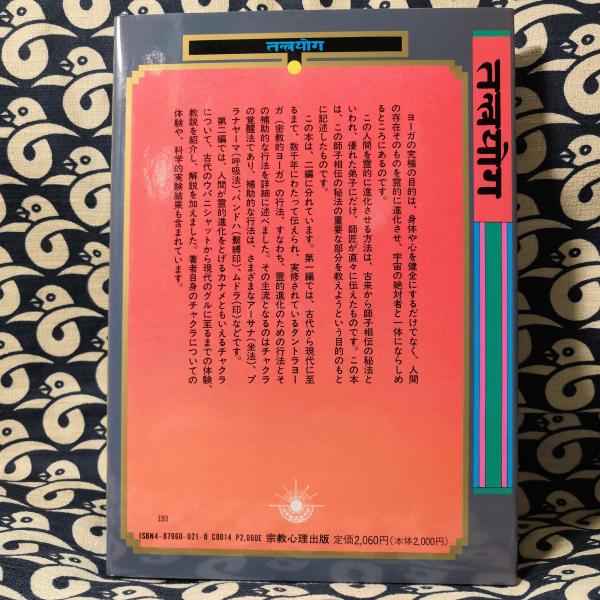 तन्त्रयोग
तन्त्रयोग
ヨーガの究極の目的は、身体や心を健全にするだけでなく、人間
の存在そのものを霊的に進化させ、宇宙の絶対者と一体にならしめ
るところにあるのです。
この人間を霊的に進化させる方法は、古来から師子相伝の秘法と
いわれ、優れた弟子にだけ、師匠が直々に伝えたものです。この本
は、この師子相伝の秘法の重要な部分を教えようという目的のもと
に記述したものです。
この本は、二編に分れています。第一編では、古代から現代に至
るまで、数千年にわたって伝えられ、実修されているタントラヨー
ガ（密教的ヨーガ）の行法、すなわち、霊的進化のための行法とそ
の補助的な行法を詳細に述べました。その主流となるのはチャクラ
の覚醒法であり、補助的な行法は、さまざまなアーサナ（坐法）、プ
ラナヤーマ（呼吸法）、バンドハ（繫縛印）、ムドラ（印）などです。
第二編では、人間が霊的進化をとげるカナメともいえるチャクラ
について、古代のウパニシャットから現代のグルに至るまでの体験、
教説を紹介し、解説を加えました。著者自身のチャクラについての
体験や、科学的実験結果も含まれています。
3393
ISBN4-87960-021-0 C0014 P2,060E 宗教心理出版 定価2,060円(本体2,000円)